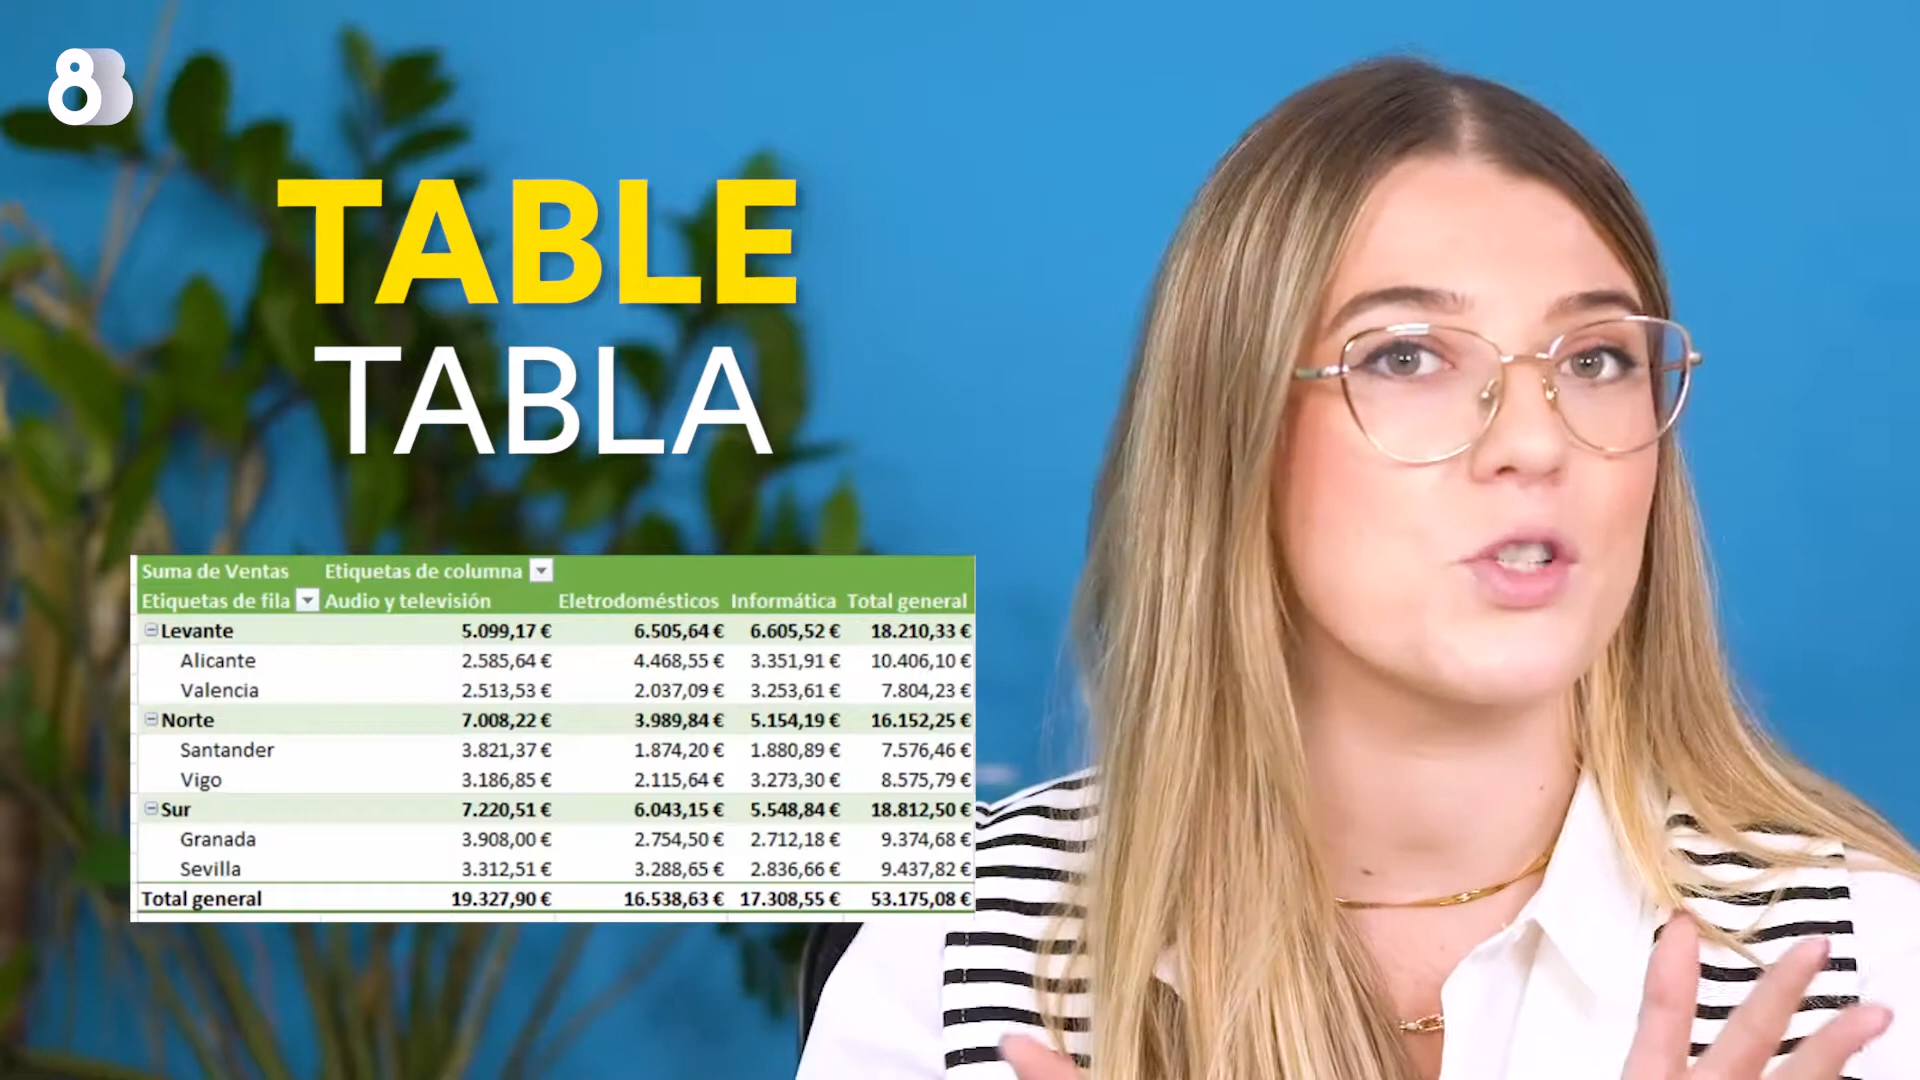 8
TABLE
TABLA
Suma de Ventas Etiquetas de columna
Etiquetas de fila Audio y televisión Eletrodomésticos Informática Total general
Levante 5.099,17 € 6.505,64 € 6.605,52 € 18.210,33 €
Alicante 2.585,64 € 4.468,55 € 3.351,91 € 10.406,10 €
Valencia 2.513,53 € 2.037,09 € 3.253,61 € 7.804,23 €
Norte 7.008,22 € 3.989,84 € 5.154,19 € 16.152,25 €
Santander 3.821,37 € 1.874,20 € 1.880,89 € 7.576,46 €
Vigo 3.186,85 € 2.115,64 € 3.273,30 € 8.575,79 €
Sur 7.220,51 € 6.043,15 € 5.548,84 € 18.812,50 €
Granada 3.908,00 € 2.754,50 € 2.712,18 € 9.374,68 €
Sevilla 3.312,51 € 3.288,65 € 2.836,66 € 9.437,82 €
Total general 19.327,90 € 16.538,63 € 17.308,55 € 53.175,08 €